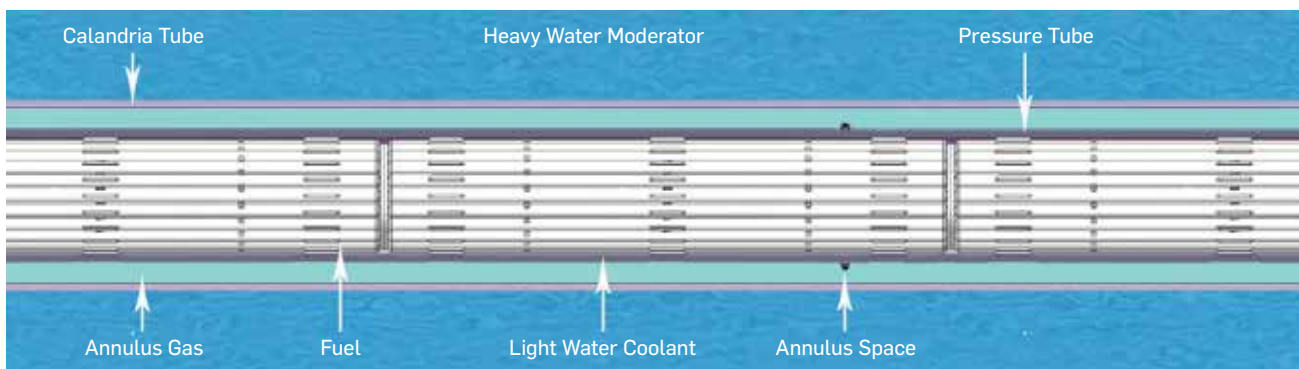 Calandria Tube
Heavy Water Moderator
Pressure Tube
Annulus Gas
Fuel
Light Water Coolant
Annulus Space